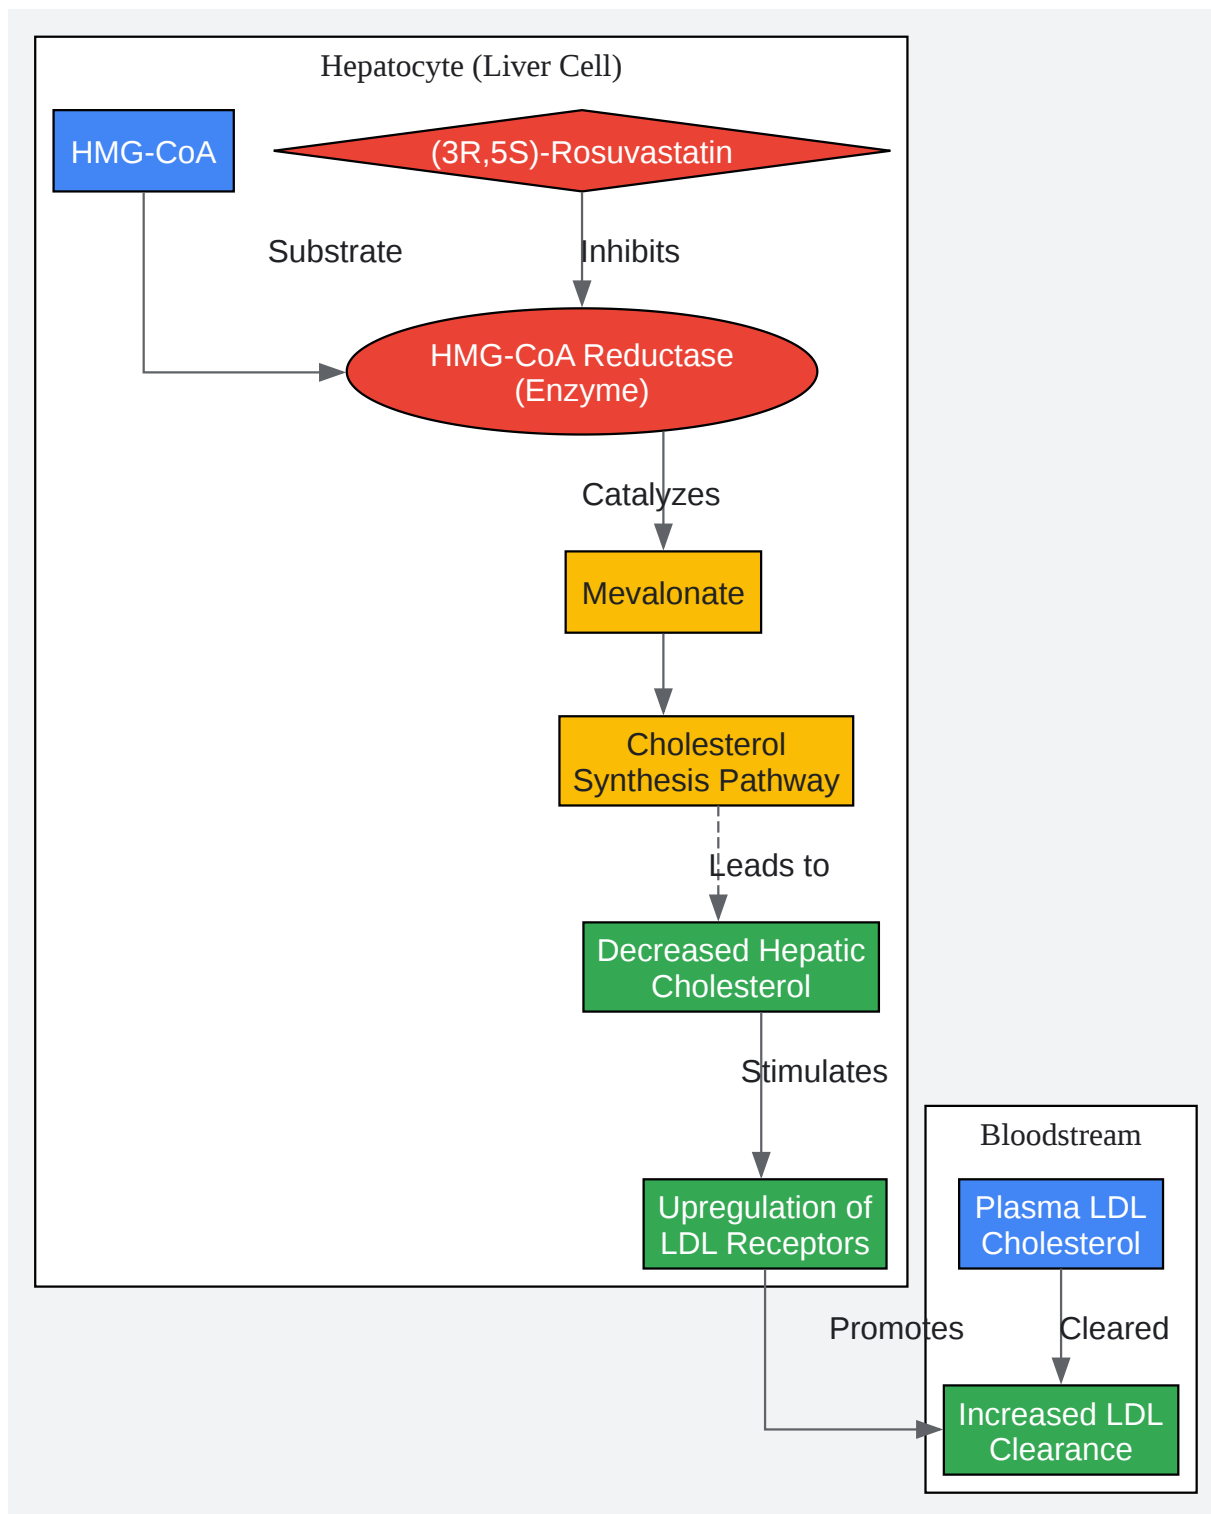 Hepatocyte (Liver Cell)
HMG-CoA
(3R,5S)-Rosuvastatin
Substrate
Inhibits
HMG-CoA Reductase
(Enzyme)
Catalyzes
Mevalonate
Cholesterol
Synthesis Pathway
Leads to
Decreased Hepatic
Cholesterol
Stimulates
Upregulation of
LDL Receptors
Bloodstream
Plasma LDL
Cholesterol
Promotes
Cleared
Increased LDL
Clearance